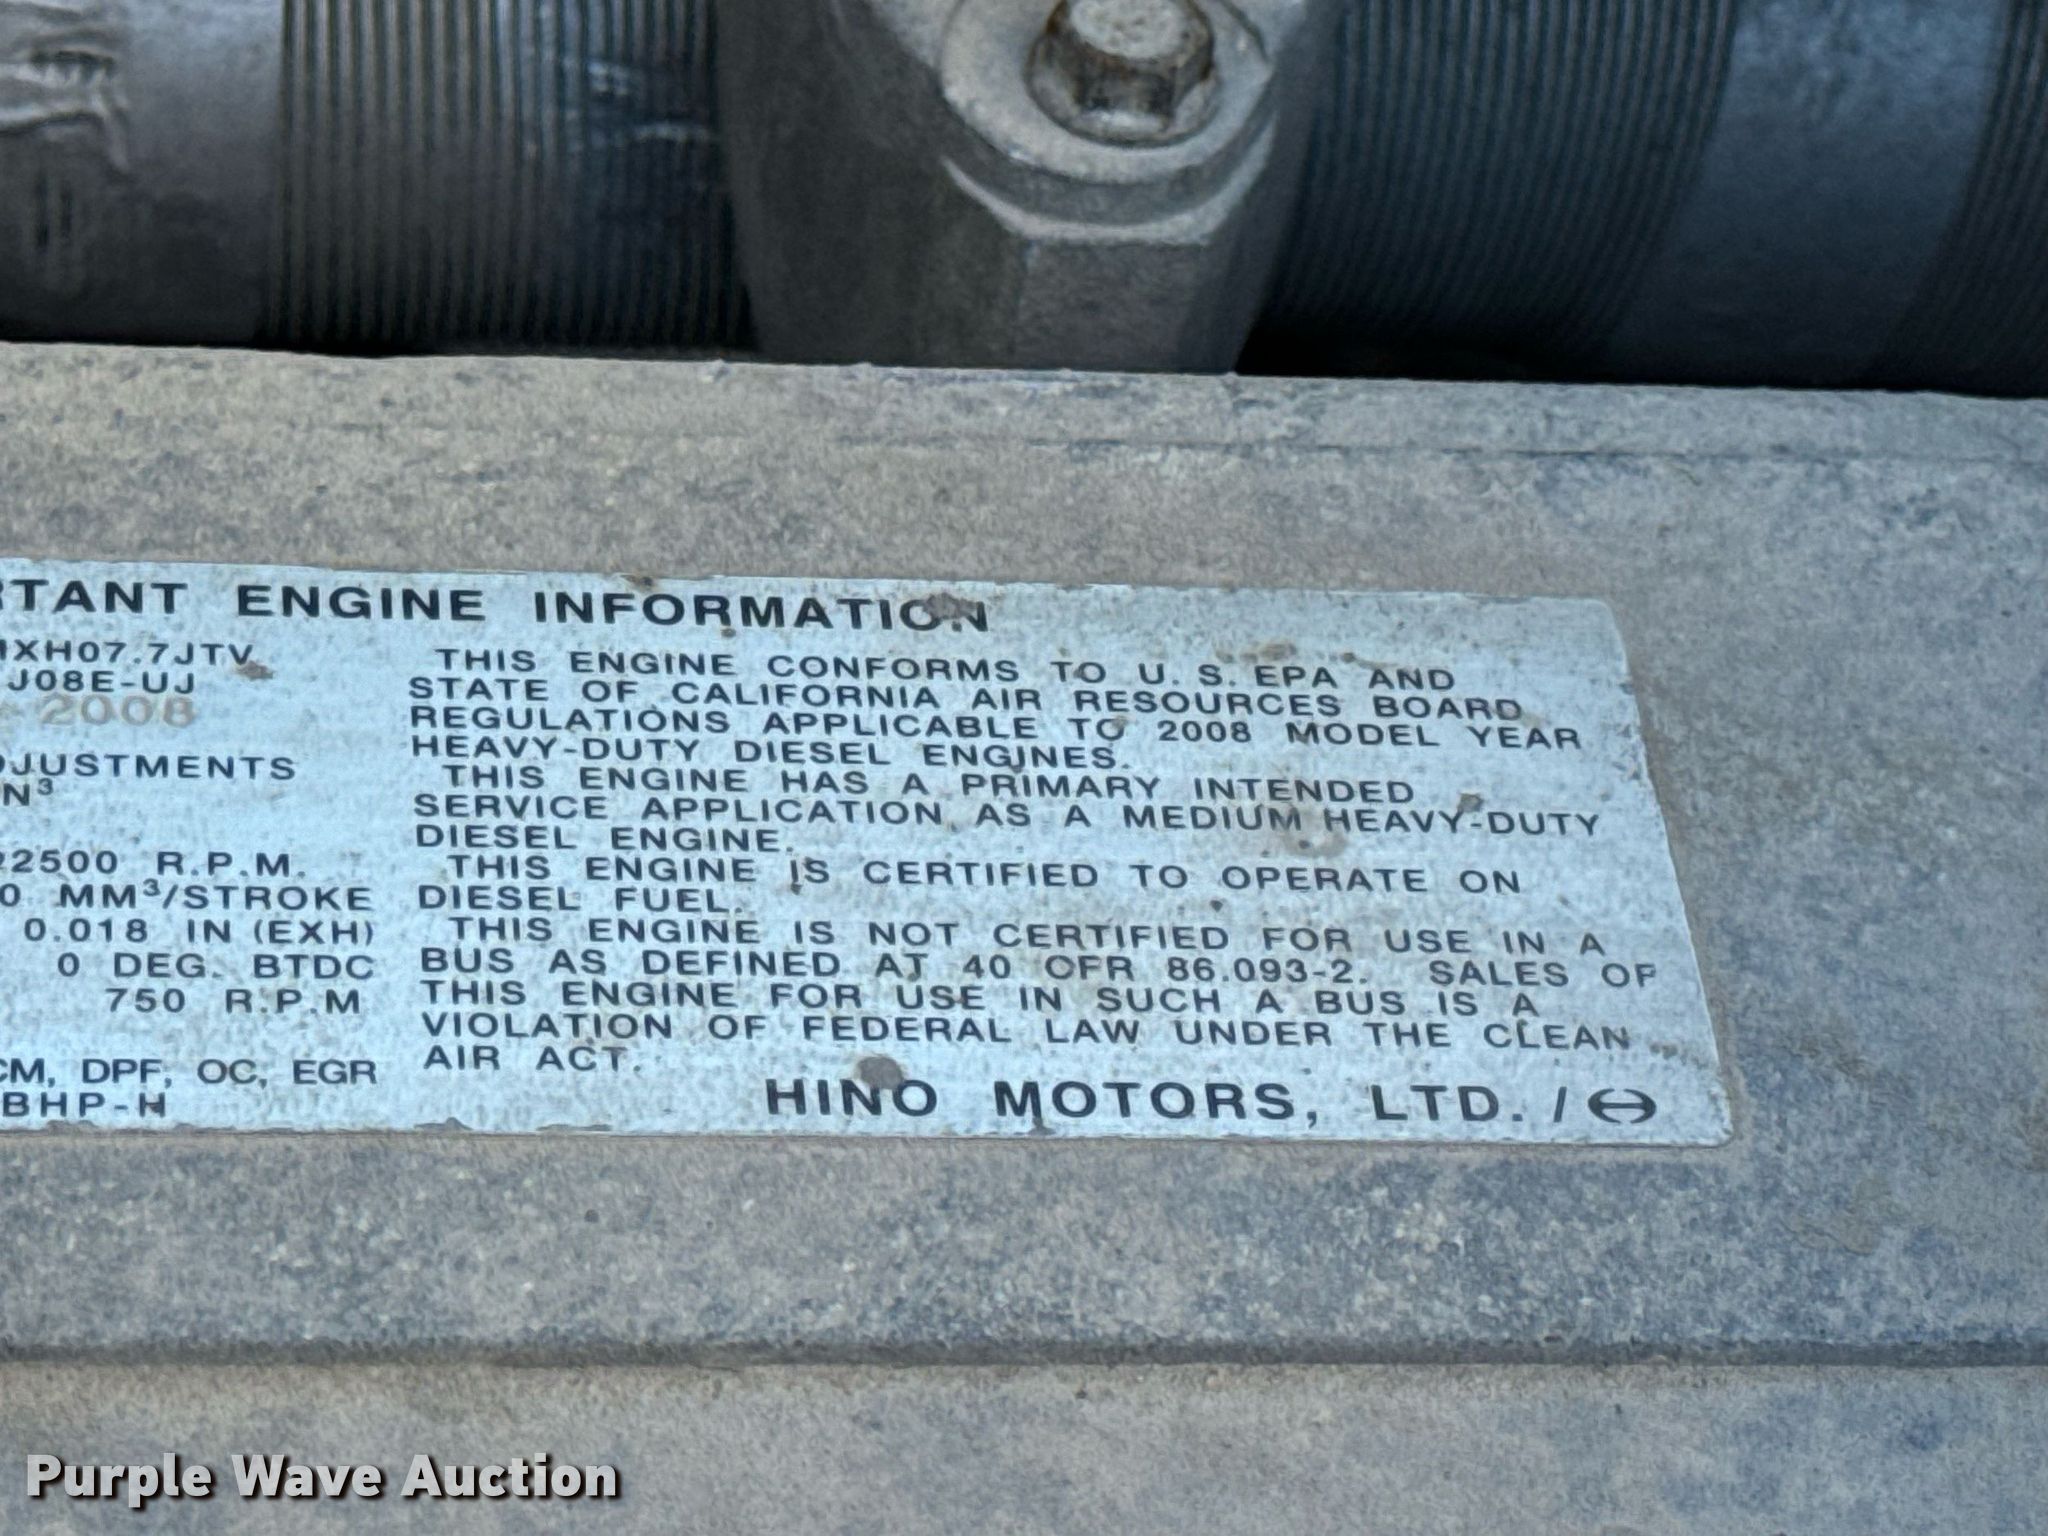 RTANT ENGINE INFORMATION
MXH07.7JTV
J08E-UJ
2008
DJUSTMENTS
IN³
22500 R.P.M.
0 MM³/STROKE
0.018 IN (EXH)
0 DEG. BTDC
750 R.P.M
CM, DPF, OC, EGR
BHP-H
THIS ENGINE CONFORMS TO U.S.EPA AND
STATE OF CALIFORNIA AIR RESOURCES BOARD
REGULATIONS APPLICABLE TO 2008 MODEL YEAR
HEAVY-DUTY DIESEL ENGINES.
THIS ENGINE HAS A PRIMARY INTENDED
SERVICE APPLICATION AS A MEDIUM HEAVY-DUTY
DIESEL ENGINE.
THIS ENGINE IS CERTIFIED TO OPERATE ON
DIESEL FUEL.
THIS ENGINE IS NOT CERTIFIED FOR USE IN A
BUS AS DEFINED AT 40 CFR 86.093-2. SALES OF
THIS ENGINE FOR USE IN SUCH A BUS IS A
VIOLATION OF FEDERAL LAW UNDER THE CLEAN
AIR ACT.
HINO MOTORS, LTD. /
Purple Wave Auction